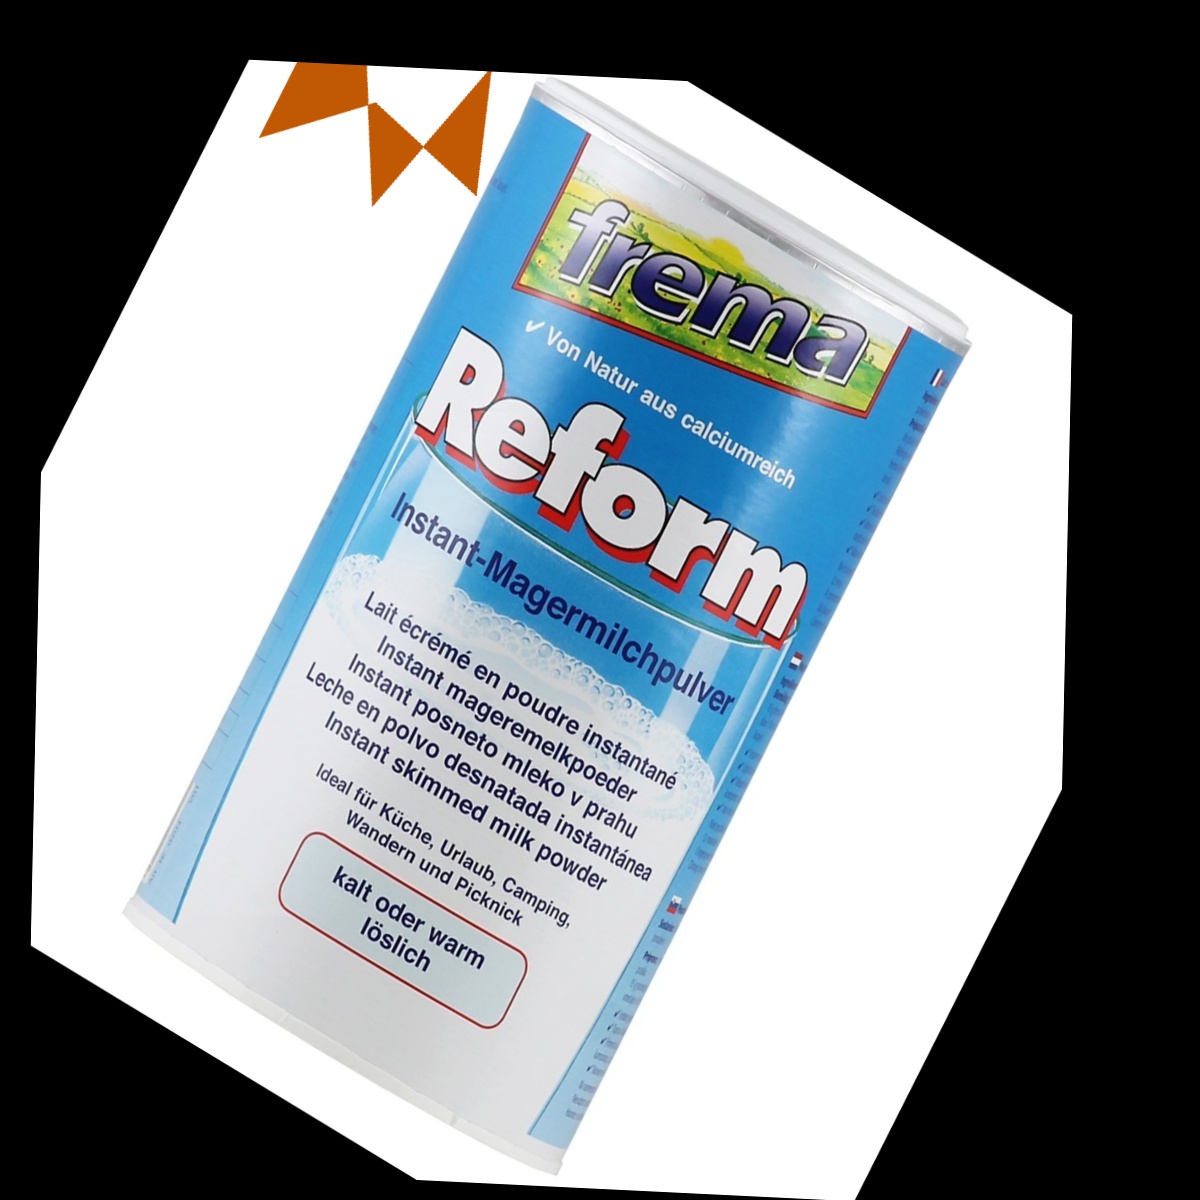 frema
✓ Von Natur aus calciumreich
Reform
Instant-Magermilchpulver
Lait écrémé en poudre instantané
Instant mageremelkpoeder
Instant posneto mleko v prahu
Leche en polvo desnatada instantánea
Instant skimmed milk powder
Ideal für Küche, Urlaub, Camping,
Wandern und Picknick
kalt oder warm
löslich